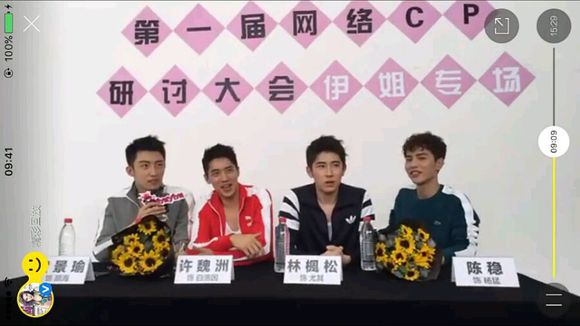 第一届网络CP
研讨大会伊姐专场
100%
09:41
15:29
09:09
景瑜
许魏洲
饰 白洛因
林楓松
饰 尤其
陈稳
饰 杨猛